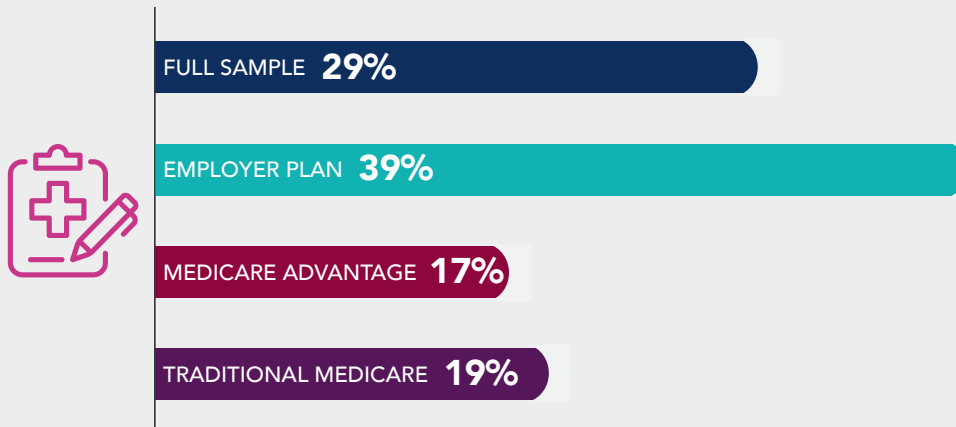 FULL SAMPLE 29%
EMPLOYER PLAN 39%
MEDICARE ADVANTAGE 17%
TRADITIONAL MEDICARE 19%